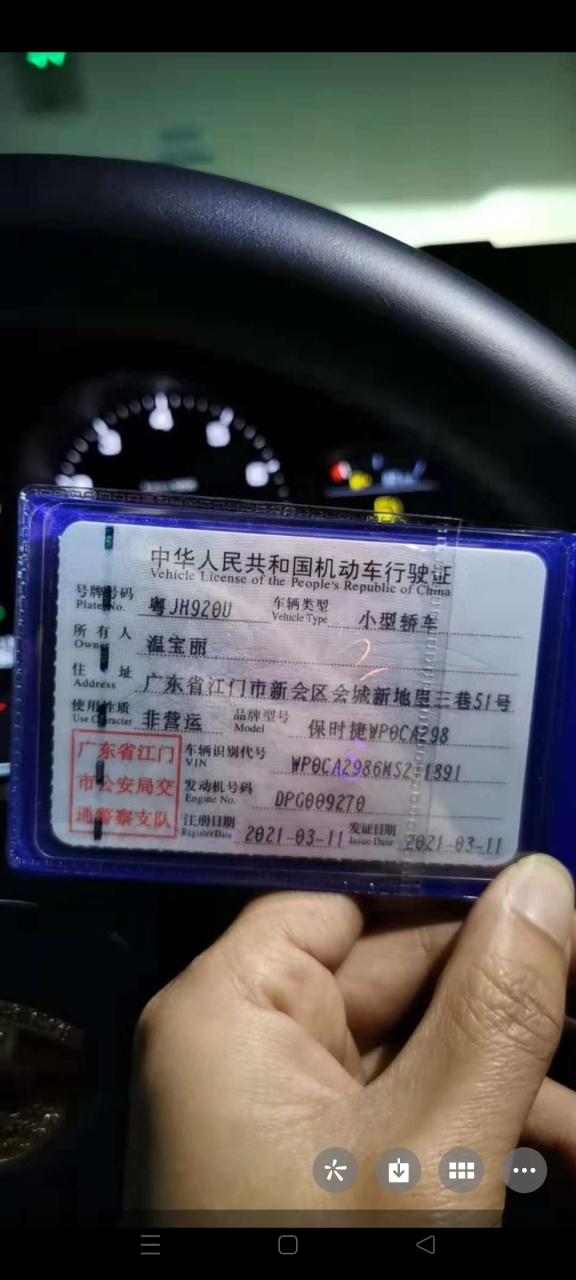 中华人民共和国机动车行驶证
Vehicle License of the People's Republic of China
号牌号码 粤JH920U 车辆类型 小型轿车
Plate No. Vehicle Type
所有人 温宝丽
Owner
住址 广东省江门市新会区会城新地里三巷51号
Address
使用性质 非营运 品牌型号 保时捷WP0CA298
Use Character Model
广东省江门
市公安局交
通警察支队
车辆识别代号
VIN
发动机号码 DPG009270
Engine No.
注册日期 2021-03-11 发证日期 2021-03-11
Register Date Issue Date